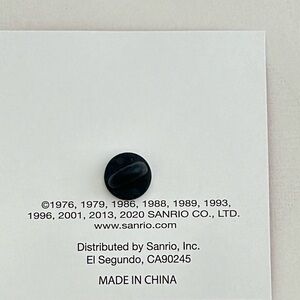 ©1976, 1979, 1986, 1988, 1989, 1993,
1996, 2001, 2013, 2020 SANRIO CO., LTD.
www.sanrio.com
Distributed by Sanrio, Inc.
El Segundo, CA90245
MADE IN CHINA